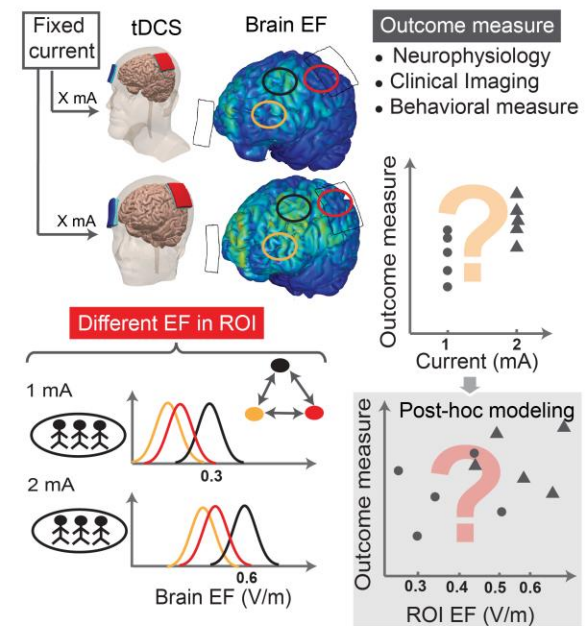 Fixed
current
tDCS
Brain EF
X mA
X mA
Outcome measure
• Neurophysiology
• Clinical Imaging
• Behavioral measure
Outcome measure
?
1
2
Current (mA)
Different EF in ROI
1 mA
0.3
2 mA
0.6
Brain EF (V/m)
Post-hoc modeling
Outcome measure
?
0.3 0.4 0.5 0.6
ROI EF (V/m)